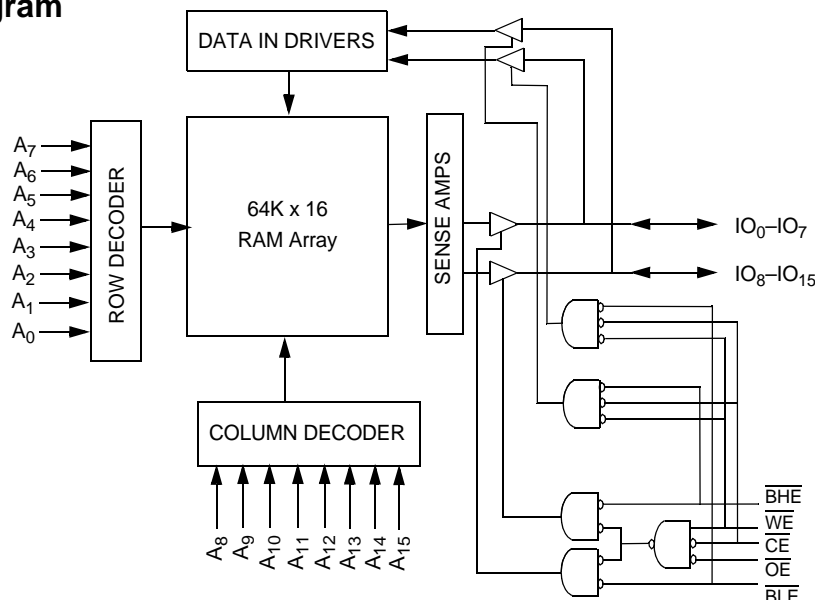 gram
DATA IN DRIVERS
A7
A6
A5
A4
A3
A2
A1
A0
ROW DECODER
64K x 16
RAM Array
SENSE AMPS
IO0–IO7
IO8–IO15
COLUMN DECODER
A8
A9
A10
A11
A12
A13
A14
A15
BHE
WE
CE
OE
BLE